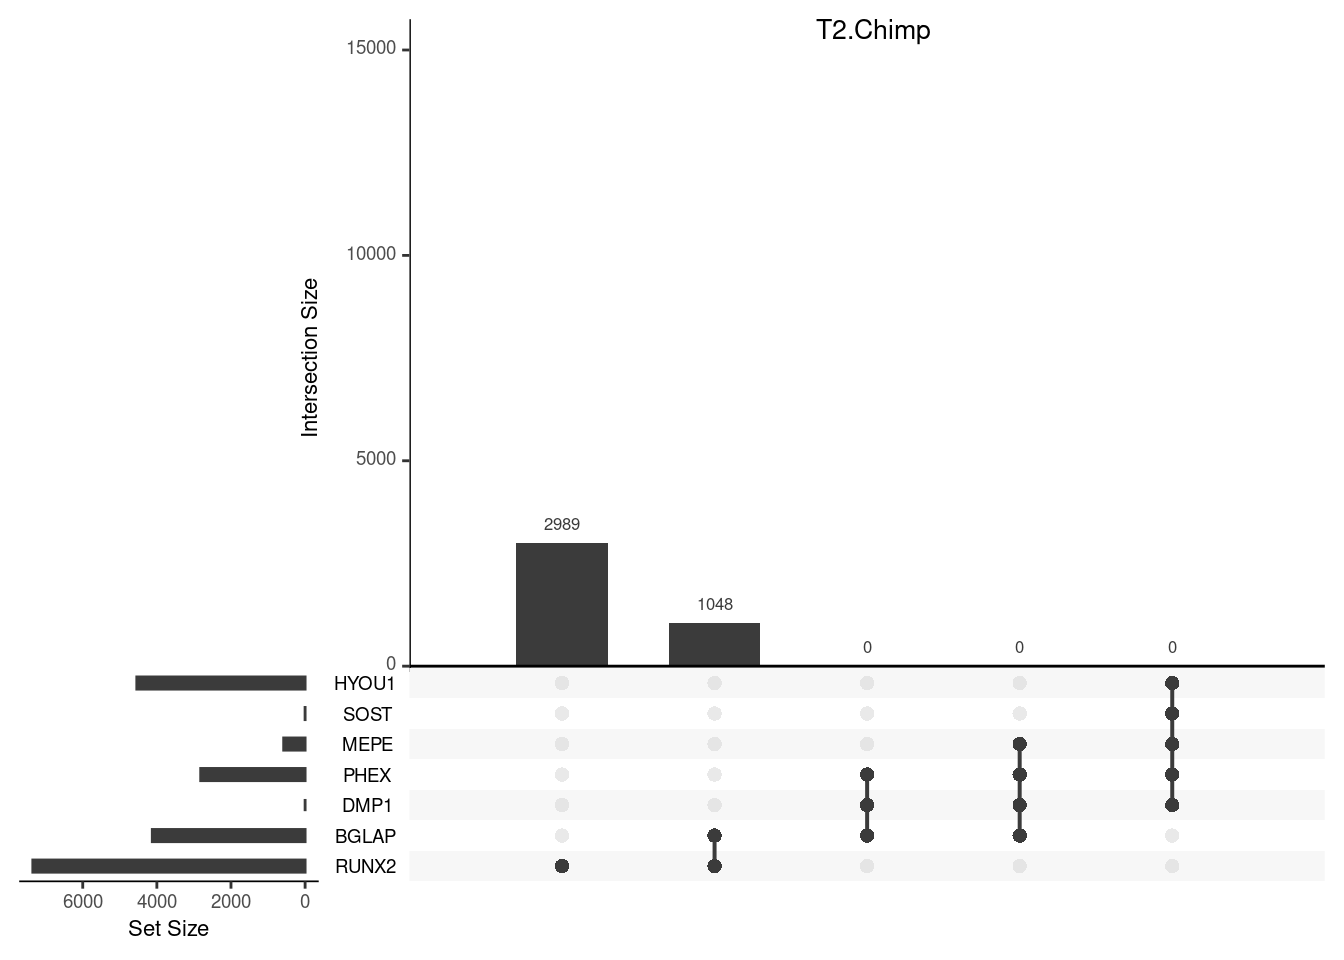 T2.Chimp
15000
10000
5000
0
Intersection Size
2989
1048
0
0
0
HYOU1
SOST
MEPE
PHEX
DMP1
BGLAP
RUNX2
6000 4000 2000 0
Set Size